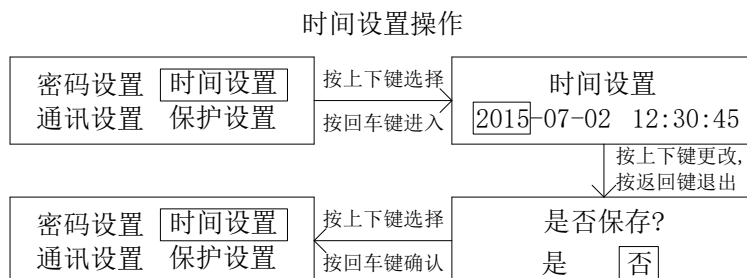 时间设置操作
密码设置 时间设置
通讯设置 保护设置
按上下键选择
按回车键进入
时间设置
2015-07-02 12:30:45
按上下键更改,
按返回键退出
是否保存?
是 否
按上下键选择
按回车键确认
密码设置 时间设置
通讯设置 保护设置